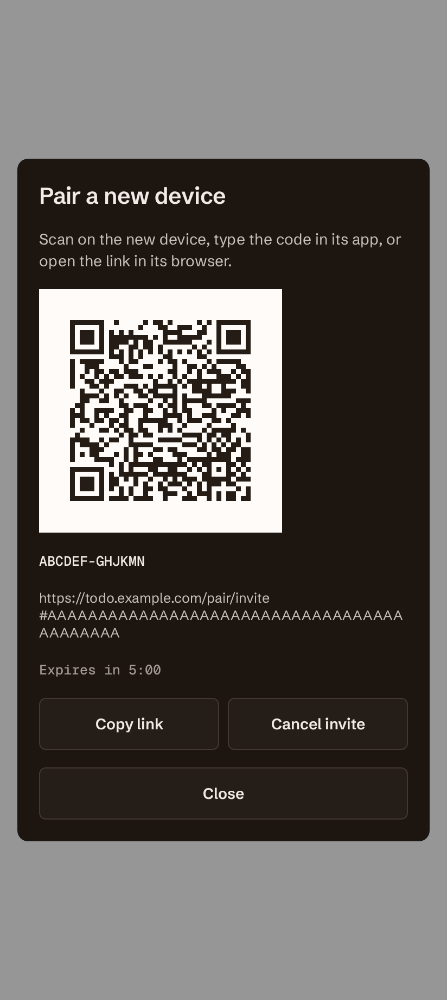 Pair a new device
Scan on the new device, type the code in its app, or
open the link in its browser.
ABCDEF-GHJKMN
https://todo.example.com/pair/invite
#AAAAAAAAAAAAAAAAAAAAAAAAAAAAAAAAAAA
AAAAAAAA
Expires in 5:00
Copy link
Cancel invite
Close